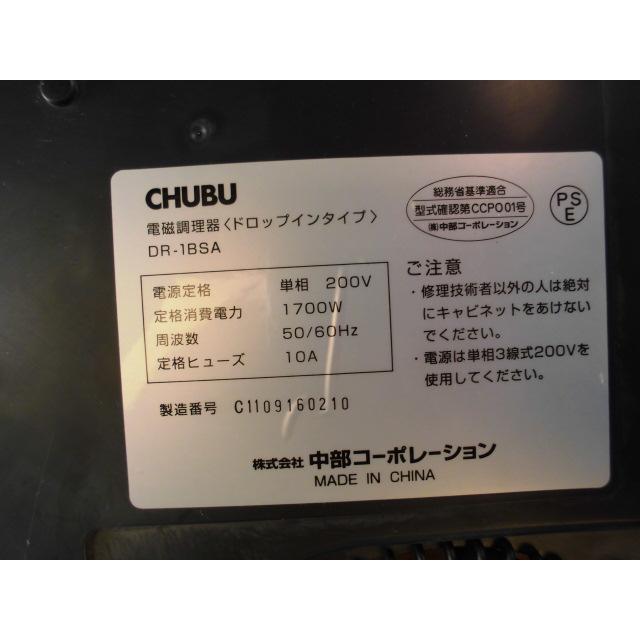 CHUBU
電磁調理器〈ドロップインタイプ〉
DR-1BSA
総務省基準適合
型式確認第CCP001号
㈱中部コーポレーション
PS
E
電源定格 単相 200V
定格消費電力 1700W
周波数 50/60Hz
定格ヒューズ 10A
製造番号 C1109160210
ご注意
・修理技術者以外の人は絶対
にキャビネットをあけない
でください。
・電源は単相3線式200Vを
使用してください。
株式会社 中部コーポレーション
MADE IN CHINA